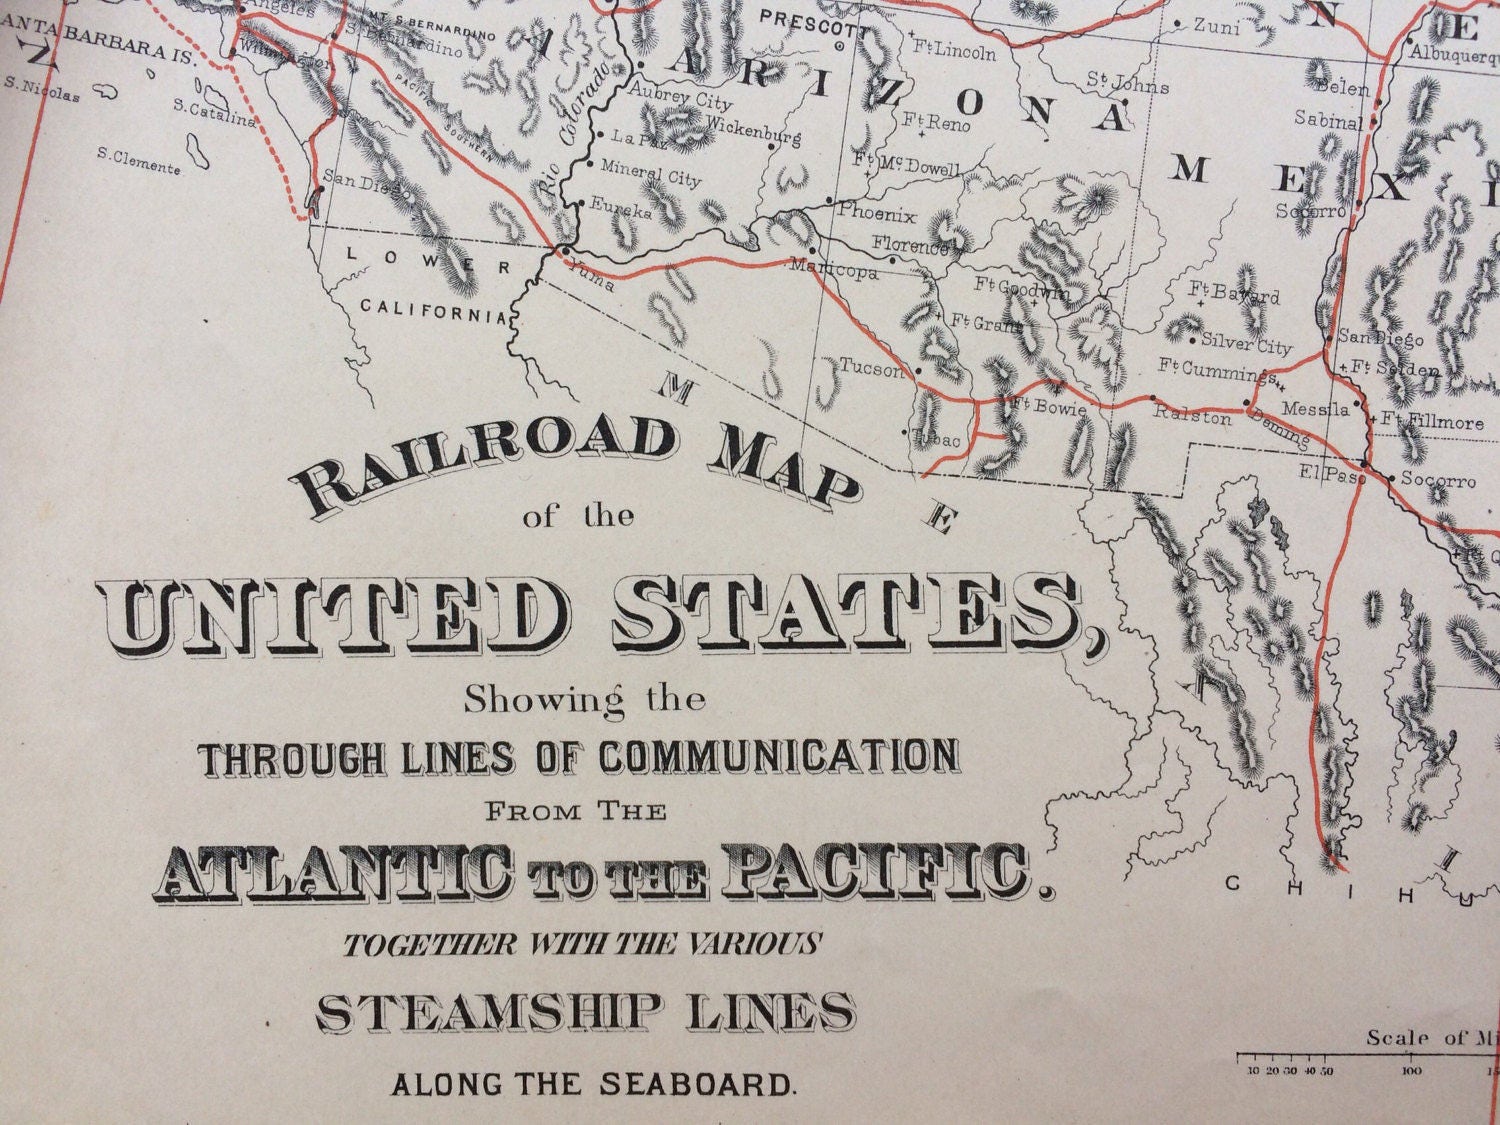 Angeles
MT. S. BERNARDINO
PRESCOTT
Zuni
N E
ANTA BARBARA IS.
Wilmington
S. Bernardino
Ft Lincoln
Albuquerqu
S. Nicolas
S. Catalina
PACIFIC
SOUTHERN
Rio Colorado
ARIZONA
Aubrey City
St Johns
Belen
La Paz
Wickenburg
Ft Reno
Sabinal
S. Clemente
Mineral City
Ft McDowell
M E X I
San Diego
Eureka
Phoenix
Socorro
LOWER
CALIFORNIA
Yuma
Maricopa
Florence
Ft Goodwin
Ft Bayard
Ft Grant
Silver City
San Diego
Tucson
Ft Cummings
Ft Selden
M E
Ft Bowie
Ralston
Deming
Messila
Ft Fillmore
Tubac
El Paso
Socorro
RAILROAD MAP
of the
UNITED STATES,
Showing the
THROUGH LINES OF COMMUNICATION
FROM THE
ATLANTIC TO THE PACIFIC.
TOGETHER WITH THE VARIOUS
STEAMSHIP LINES
ALONG THE SEABOARD.
C H I H U
Scale of Mi
10 20 30 40 50 100